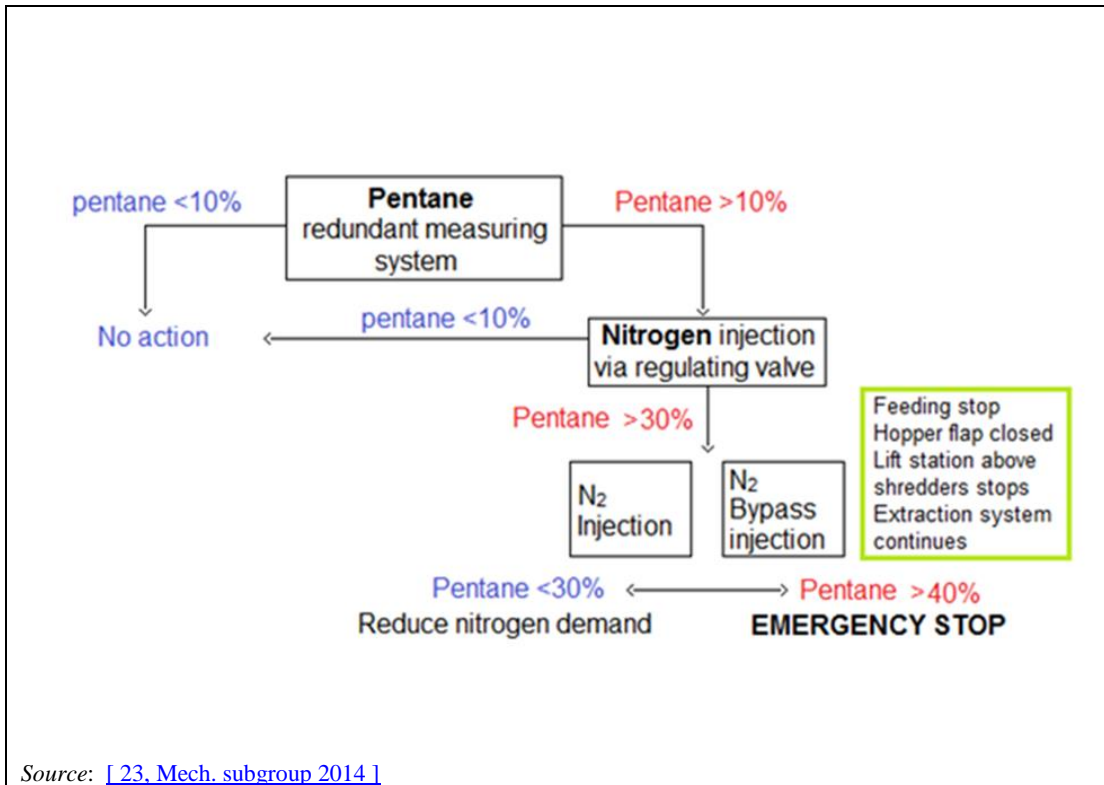 pentane <10%
Pentane
redundant measuring
system
Pentane >10%
No action
pentane <10%
Nitrogen injection
via regulating valve
Pentane >30%
N2
Injection
N2
Bypass
injection
Feeding stop
Hopper flap closed
Lift station above
shredders stops
Extraction system
continues
Pentane <30%
Pentane >40%
Reduce nitrogen demand
EMERGENCY STOP
Source: [ 23, Mech. subgroup 2014 ]